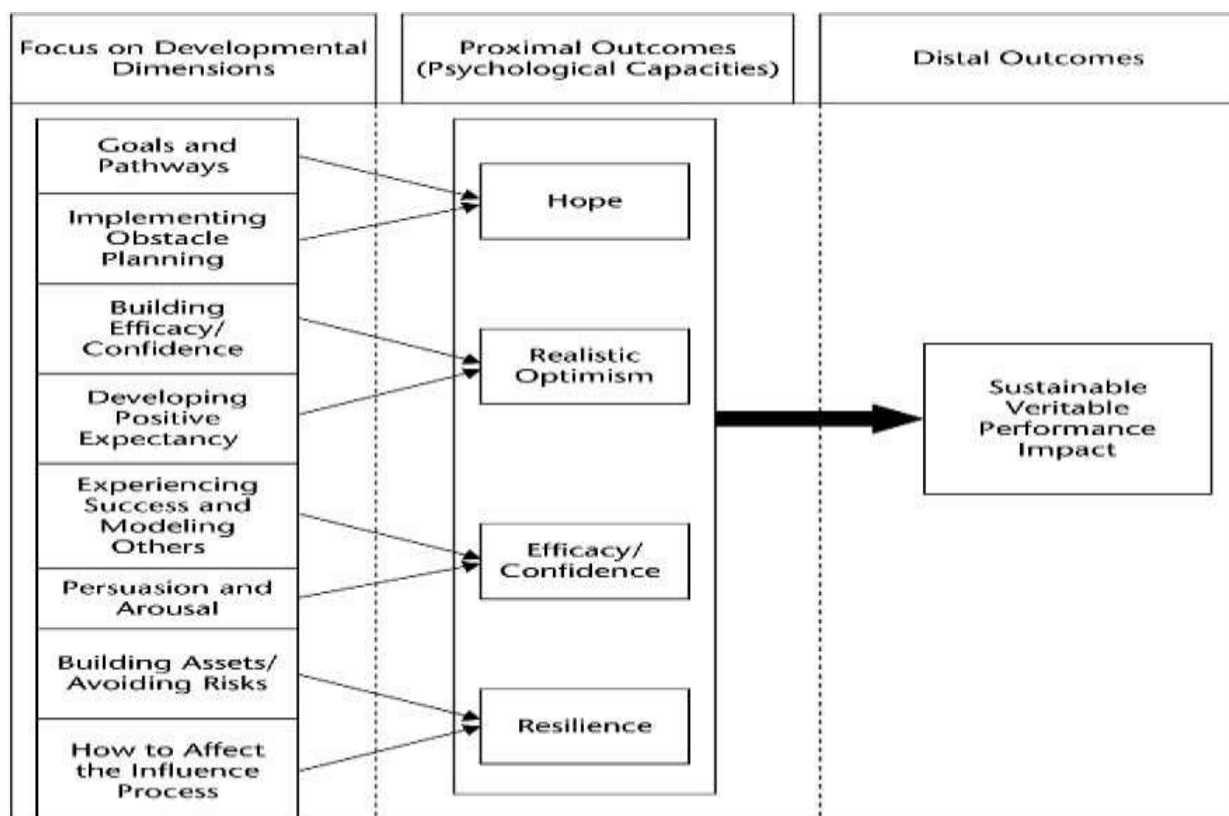 Focus on Developmental
Dimensions
Proximal Outcomes
(Psychological Capacities)
Distal Outcomes
Goals and
Pathways
Implementing
Obstacle
Planning
Building
Efficacy/
Confidence
Developing
Positive
Expectancy
Experiencing
Success and
Modeling
Others
Persuasion and
Arousal
Building Assets/
Avoiding Risks
How to Affect
the Influence
Process
Hope
Realistic
Optimism
Efficacy/
Confidence
Resilience
Sustainable
Veritable
Performance
Impact